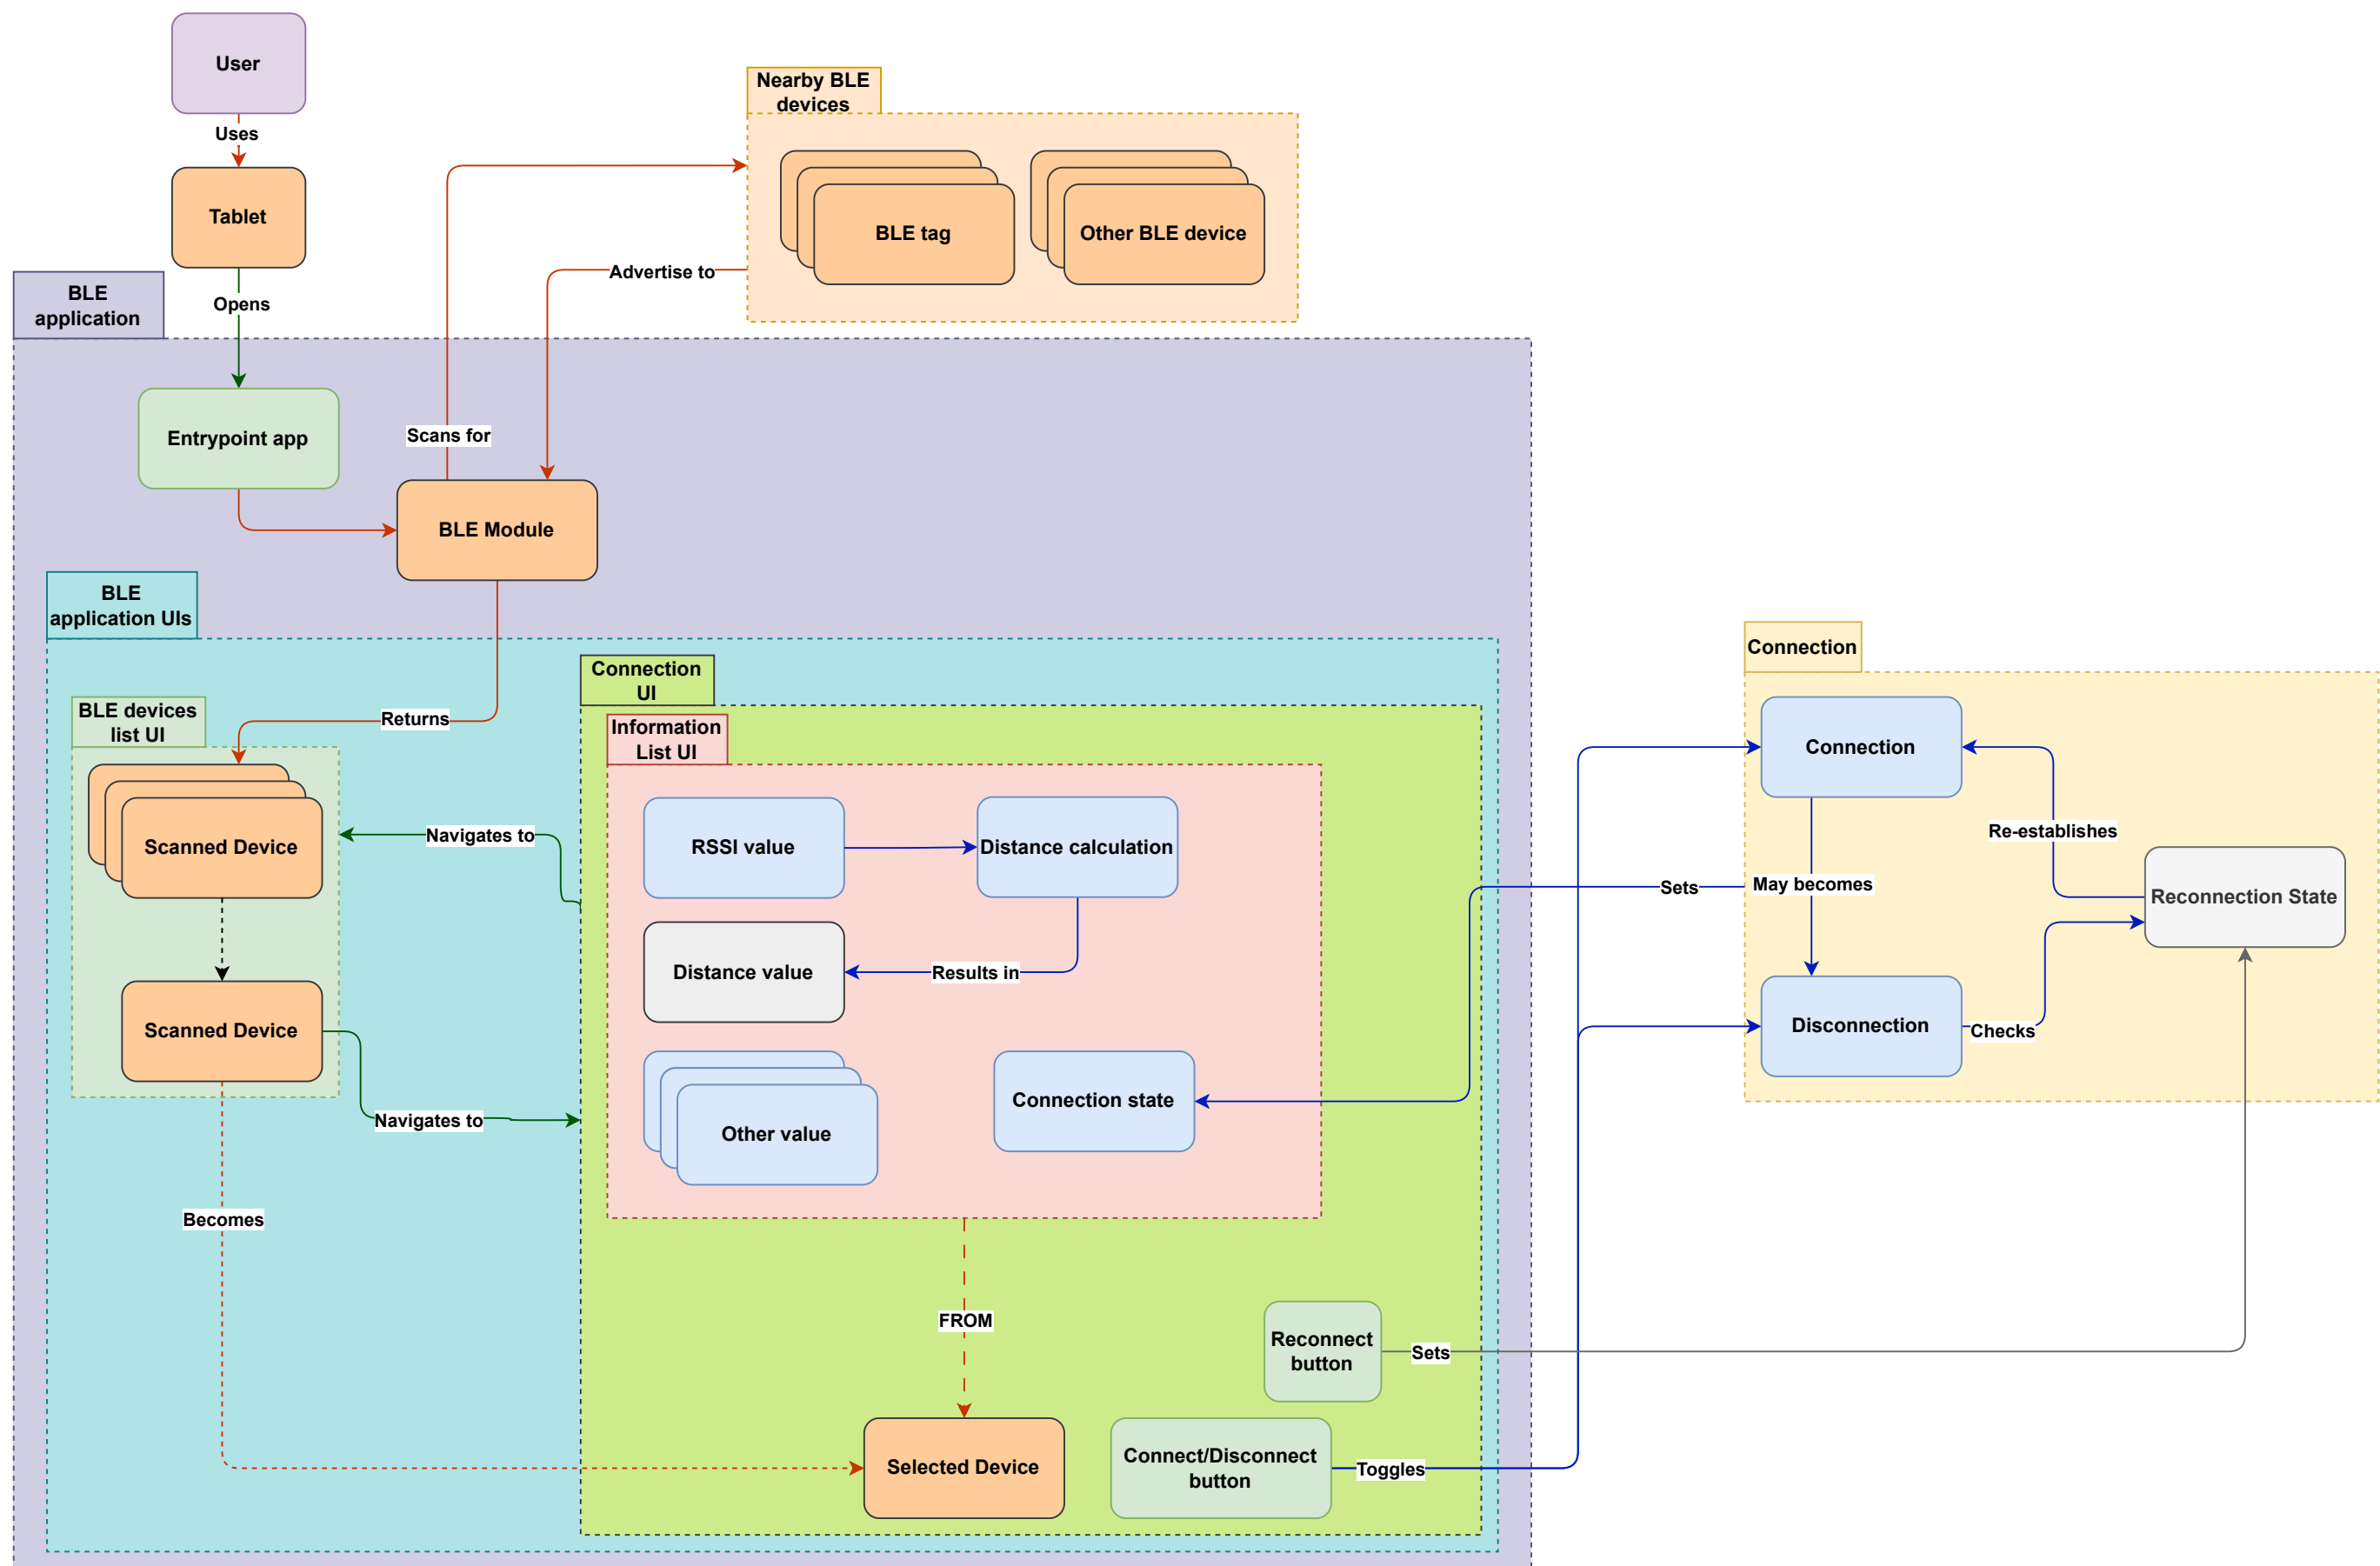 User
Uses
Tablet
Opens
Nearby BLE
devices
BLE tag
Other BLE device
Advertise to
BLE
application
Entrypoint app
Scans for
BLE Module
BLE
application UIs
Returns
BLE devices
list UI
Scanned Device
Scanned Device
Navigates to
Navigates to
Becomes
Connection
UI
Information
List UI
RSSI value
Distance calculation
Distance value
Results in
Other value
Connection state
FROM
Selected Device
Reconnect
button
Sets
Connect/Disconnect
button
Toggles
Sets
Connection
Connection
May becomes
Re-establishes
Reconnection State
Disconnection
Checks